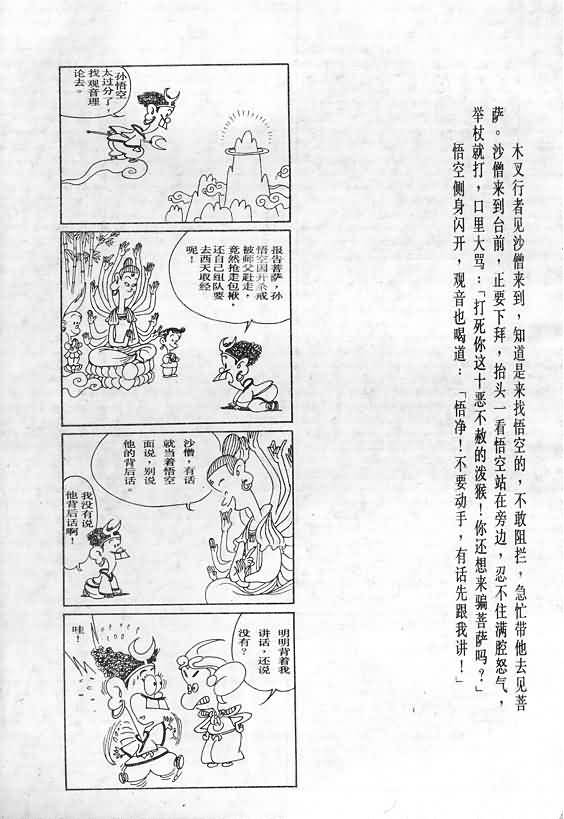 木叉行者见沙僧来到，知道是来找悟空的，不敢阻拦，急忙带他去见菩
萨。沙僧来到台前，正要下拜，抬头一看悟空站在旁边，忍不住满腔怒气，
举杖就打，口里大骂：「打死你这十恶不赦的泼猴！你还想来骗菩萨吗？」
悟空侧身闪开，观音也喝道：「悟净！不要动手，有话先跟我讲！」
孙悟空
太过分了，
找观音理
论去。
报告菩萨，孙
悟空因开杀戒
被师父赶走，
竟然抢走包袱，
还自己组队要
去西天取经
呢！
沙僧，有话
就当着悟空
面说，别说
他的背后话。
我没有说
他背后话啊！
明明背着我
讲话，还说
没有？
哇！